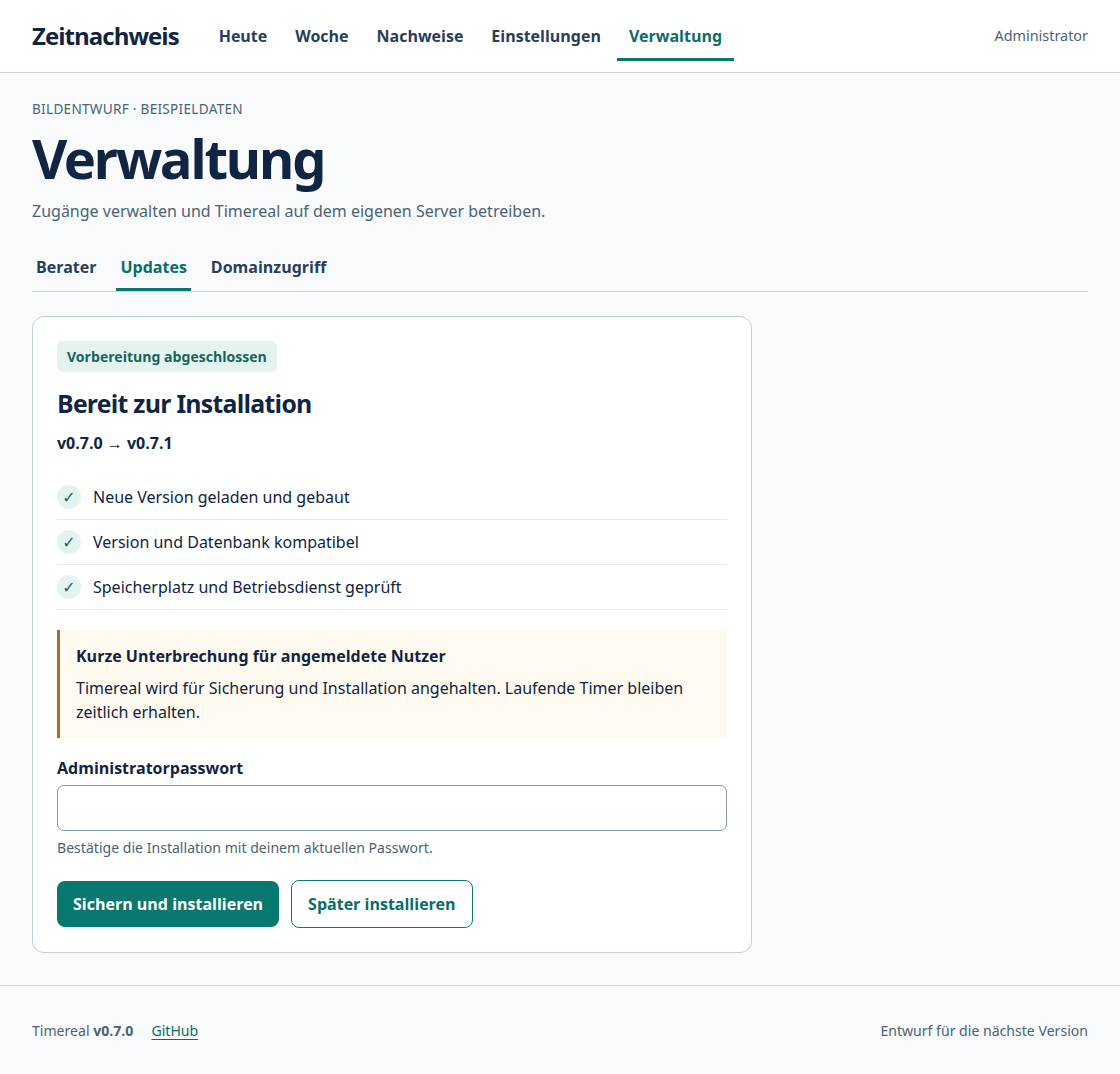 Zeitnachweis Heute Woche Nachweise Einstellungen Verwaltung Administrator
BILDENTWURF · BEISPIELDATEN
Verwaltung
Zugänge verwalten und Timereal auf dem eigenen Server betreiben.
Berater Updates Domainzugriff
Vorbereitung abgeschlossen
Bereit zur Installation
v0.7.0 → v0.7.1
✓ Neue Version geladen und gebaut
✓ Version und Datenbank kompatibel
✓ Speicherplatz und Betriebsdienst geprüft
Kurze Unterbrechung für angemeldete Nutzer
Timereal wird für Sicherung und Installation angehalten. Laufende Timer bleiben
zeitlich erhalten.
Administratorpasswort
Bestätige die Installation mit deinem aktuellen Passwort.
Sichern und installieren Später installieren
Timereal v0.7.0 GitHub Entwurf für die nächste Version